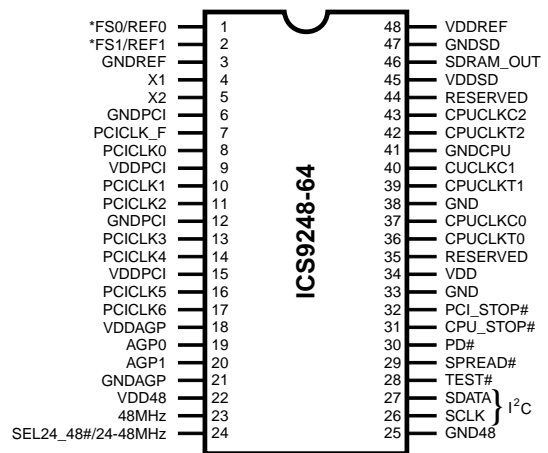 *FS0/REF0 1 48 VDDREF
*FS1/REF1 2 47 GNDSD
GNDREF 3 46 SDRAM_OUT
X1 4 45 VDDSD
X2 5 44 RESERVED
GNDPCI 6 43 CPUCLKC2
PCICLK_F 7 42 CPUCLKT2
PCICLK0 8 41 GNDCPU
VDDPCI 9 40 CUCLKC1
PCICLK1 10 39 CPUCLKT1
PCICLK2 11 38 GND
GNDPCI 12 37 CPUCLKC0
PCICLK3 13 36 CPUCLKT0
PCICLK4 14 35 RESERVED
VDDPCI 15 34 VDD
PCICLK5 16 33 GND
PCICLK6 17 32 PCI_STOP#
VDDAGP 18 31 CPU_STOP#
AGP0 19 30 PD#
AGP1 20 29 SPREAD#
GNDAGP 21 28 TEST#
VDD48 22 27 SDATA
48MHz 23 26 SCLK
SEL24_48#/24-48MHz 24 25 GND48
I²C
ICS9248-64